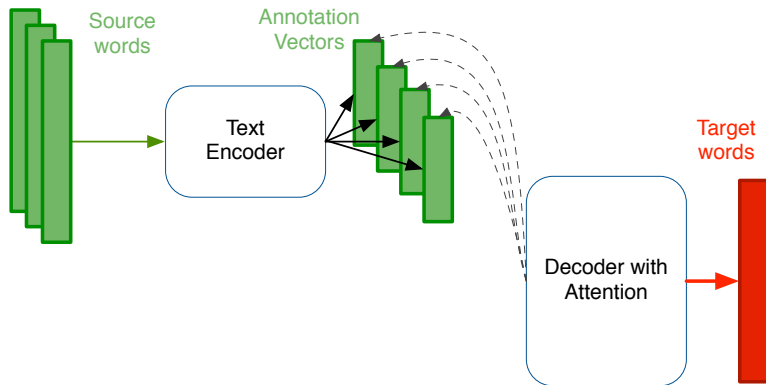 Source
words
Annotation
Vectors
Text
Encoder
Target
words
Decoder with
Attention